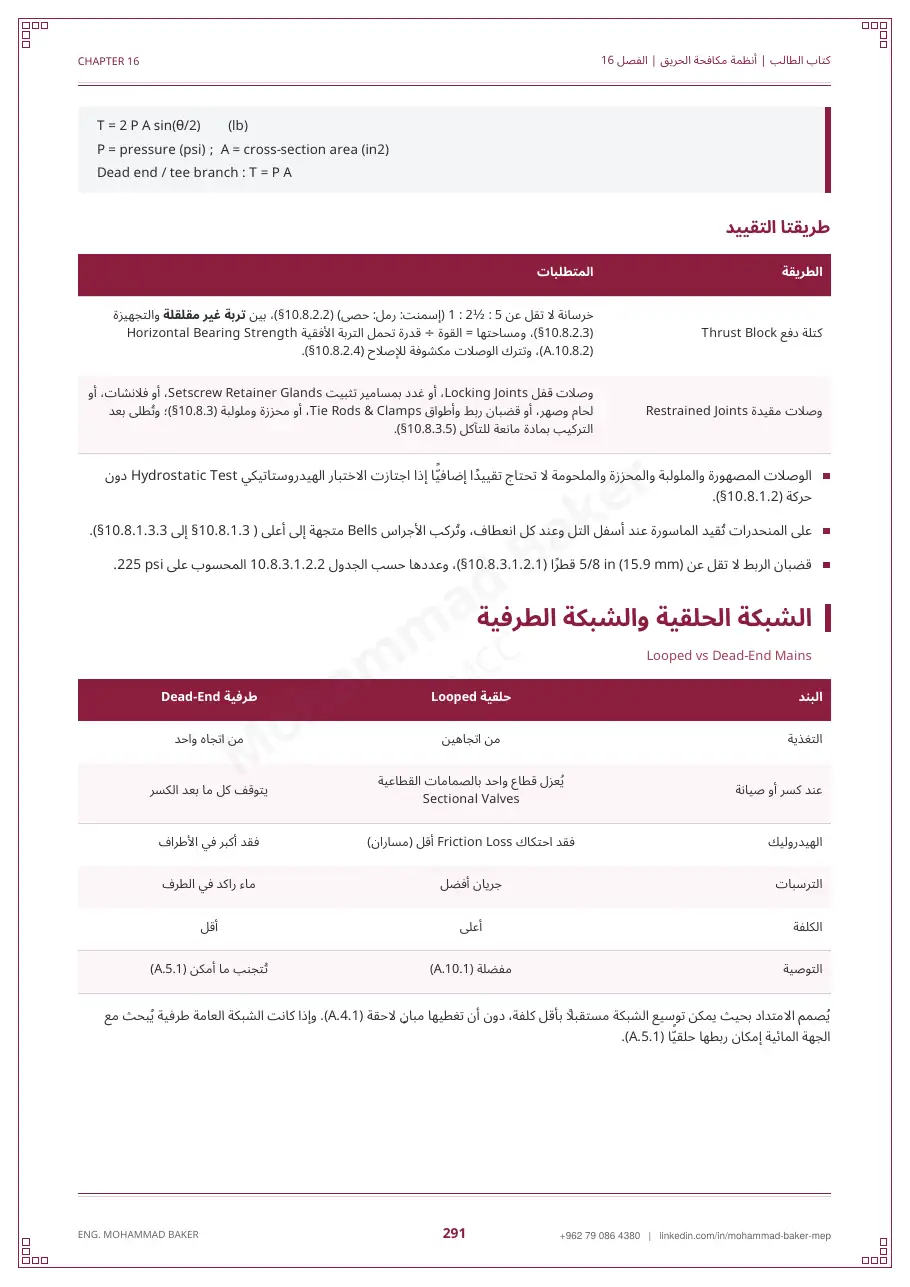 كتاب الطالب | أنظمة مكافحة الحريق | الفصل 16
CHAPTER 16
T = 2 P A sin(θ/2) (lb)
P = pressure (psi) ; A = cross-section area (in2)
Dead end / tee branch : T = P A
طريقتا التقييد
الطريقة المتطلبات
كتلة دفع Thrust Block
خرسانة لا تقل عن 5 : 2½ : 1 (إسمنت: رمل: حصى) (§10.8.2.2)، بين تربة غير مقلقلة والتجهيزة
(§10.8.2.3)، ومساحتها = القوة ÷ قدرة تحمل التربة الأفقية Horizontal Bearing Strength
(A.10.8.2)، وتترك الوصلات مكشوفة للإصلاح (§10.8.2.4).
وصلات مقيدة Restrained Joints
وصلات قفل Locking Joints، أو غدد بمسامير تثبيت Setscrew Retainer Glands، أو فلانشات، أو
لحام وصهر، أو قضبان ربط وأطواق Tie Rods & Clamps، أو محززة وملولبة (§10.8.3)؛ وتُطلى بعد
التركيب بمادة مانعة للتآكل (§10.8.3.5).
الوصلات المصهورة والملولبة والمحززة والملحومة لا تحتاج تقييدًا إضافيًّا إذا اجتازت الاختبار الهيدروستاتيكي Hydrostatic Test دون
حركة (§10.8.1.2).
على المنحدرات تُقيد الماسورة عند أسفل التل وعند كل انعطاف، وتُركب الأجراس Bells متجهة إلى أعلى (§10.8.1.3 إلى §10.8.1.3.3).
قضبان الربط لا تقل عن 5/8 in (15.9 mm) قطرًا (§10.8.3.1.2.1)، وعددها حسب الجدول 10.8.3.1.2.2 المحسوب على 225 psi.
الشبكة الحلقية والشبكة الطرفية
Looped vs Dead-End Mains
البند حلقية Looped طرفية Dead-End
التغذية من اتجاهين من اتجاه واحد
عند كسر أو صيانة يُعزل قطاع واحد بالصمامات القطاعية يتوقف كل ما بعد الكسر
Sectional Valves
الهيدروليك فقد احتكاك Friction Loss أقل (مساران) فقد أكبر في الأطراف
الترسبات جريان أفضل ماء راكد في الطرف
الكلفة أعلى أقل
التوصية مفضلة (A.10.1) تُتجنب ما أمكن (A.5.1)
يُصمم الامتداد بحيث يمكن توسيع الشبكة مستقبلًا بأقل كلفة، دون أن تغطيها مبانٍ لاحقة (A.4.1). وإذا كانت الشبكة العامة طرفية يُبحث مع
الجهة المائية إمكان ربطها حلقيًّا (A.5.1).
Mohammad Baker
MCC
ENG. MOHAMMAD BAKER
291
+962 79 086 4380 | linkedin.com/in/mohammad-baker-mep